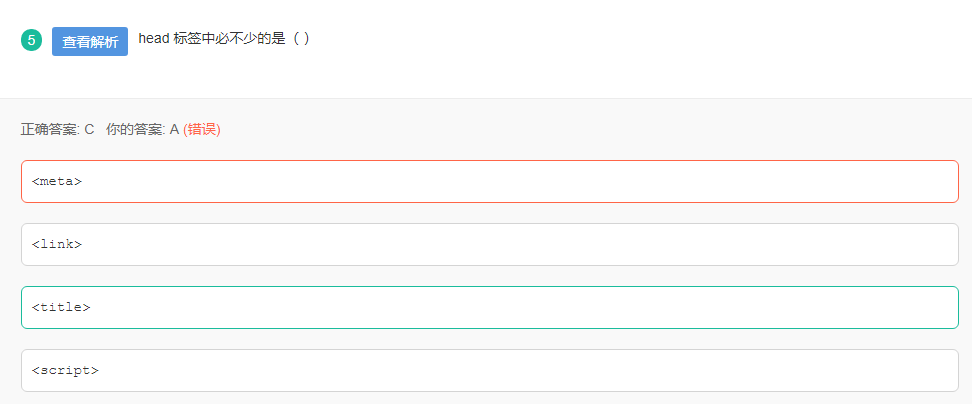 5 查看解析 head 标签中必不少的是（）
正确答案: C 你的答案: A (错误)
<meta>
<link>
<title>
<script>